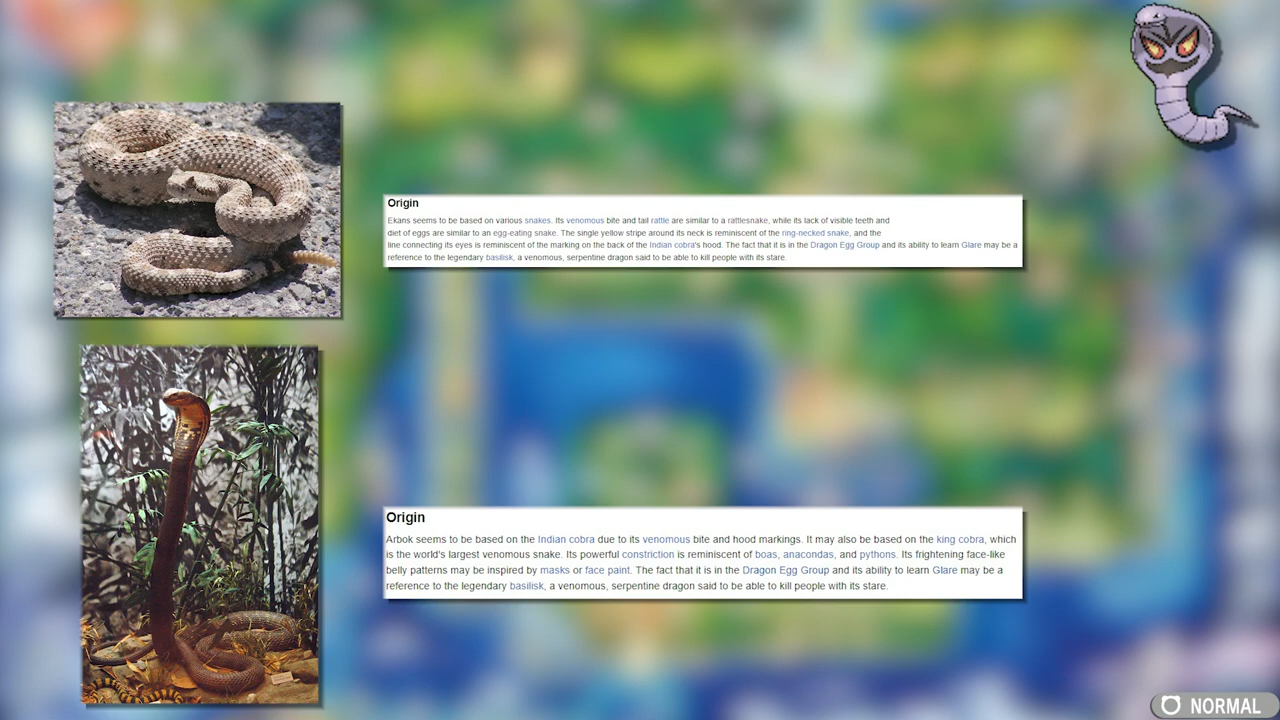 Origin
Ekans seems to be based on various snakes. Its venomous bite and tail rattle are similar to a rattlesnake, while its lack of visible teeth and
diet of eggs are similar to an egg-eating snake. The single yellow stripe around its neck is reminiscent of the ring-necked snake, and the
line connecting its eyes is reminiscent of the marking on the back of the Indian cobra's hood. The fact that it is in the Dragon Egg Group and its ability to learn Glare may be a
reference to the legendary basilisk, a venomous, serpentine dragon said to be able to kill people with its stare.
Origin
Arbok seems to be based on the Indian cobra due to its venomous bite and hood markings. It may also be based on the king cobra, which
is the world's largest venomous snake. Its powerful constriction is reminiscent of boas, anacondas, and pythons. Its frightening face-like
belly patterns may be inspired by masks or face paint. The fact that it is in the Dragon Egg Group and its ability to learn Glare may be a
reference to the legendary basilisk, a venomous, serpentine dragon said to be able to kill people with its stare.
NORMAL